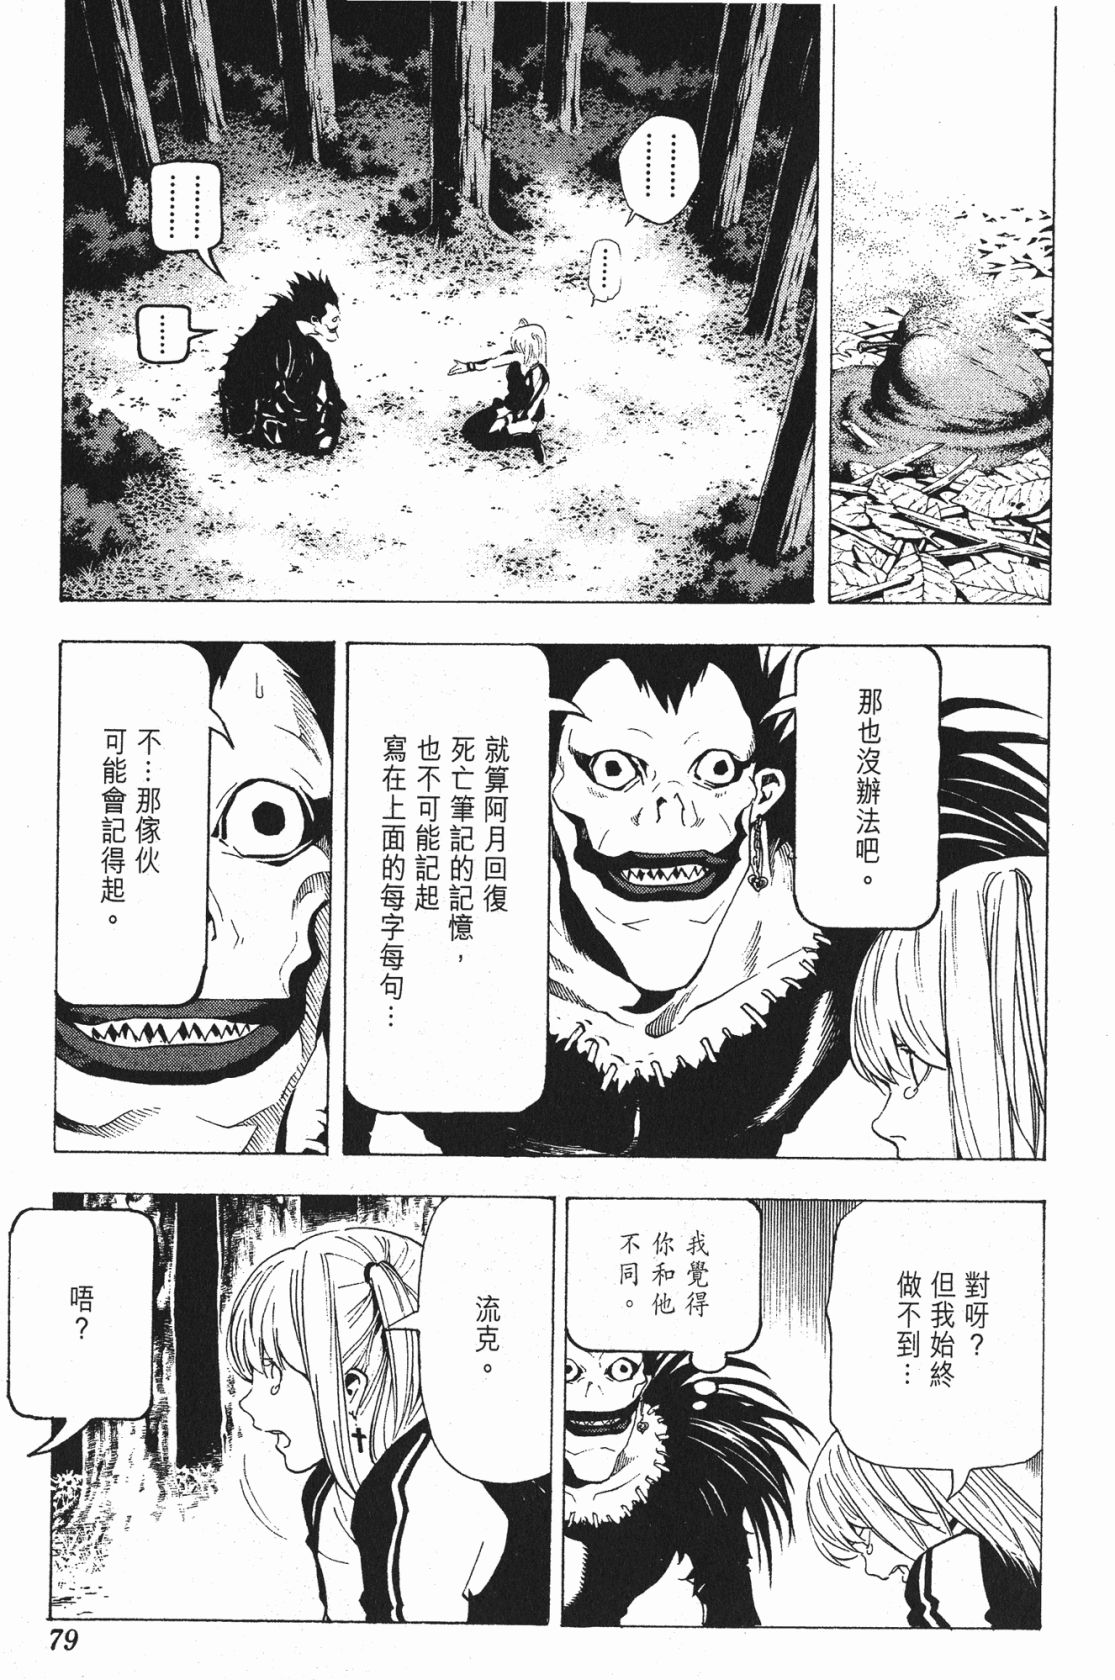 ⋯⋯⋯
⋯⋯⋯
⋯⋯
⋯⋯⋯
⋯⋯⋯
⋯⋯
那也沒辦法吧。
就算阿月回復
死亡筆記的記憶，
也不可能記起
寫在上面的每字每句…
不…那傢伙
可能會記得起。
對呀？
但我始終
做不到…
我覺得
你和他
不同。
流克。
唔？
79